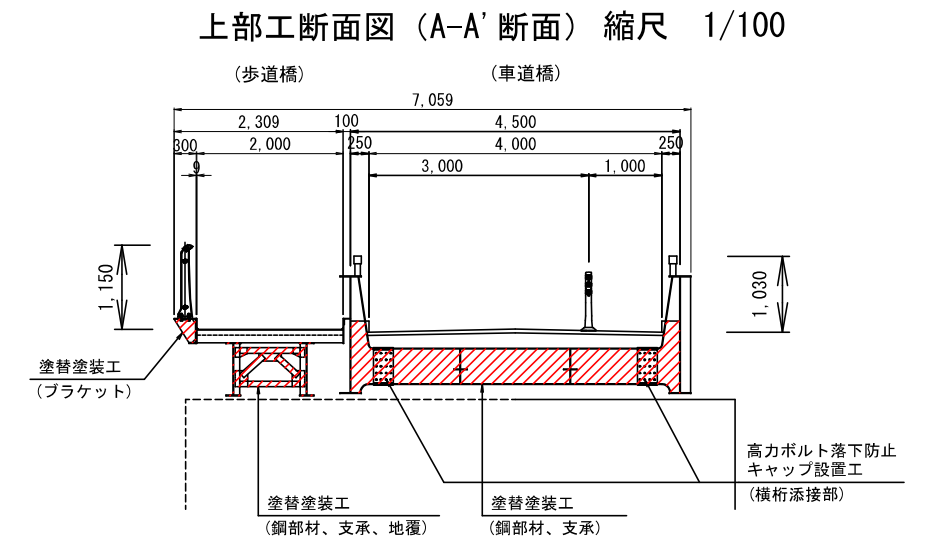 上部工断面図（A-A'断面）縮尺　1/100
（歩道橋）
（車道橋）
7,059
2,309
100
4,500
300
2,000
250
4,000
250
9
3,000
1,000
1,150
1,030
塗替塗装工
（ブラケット）
高力ボルト落下防止
キャップ設置工
（横桁添接部）
塗替塗装工
（鋼部材、支承、地覆）
塗替塗装工
（鋼部材、支承）